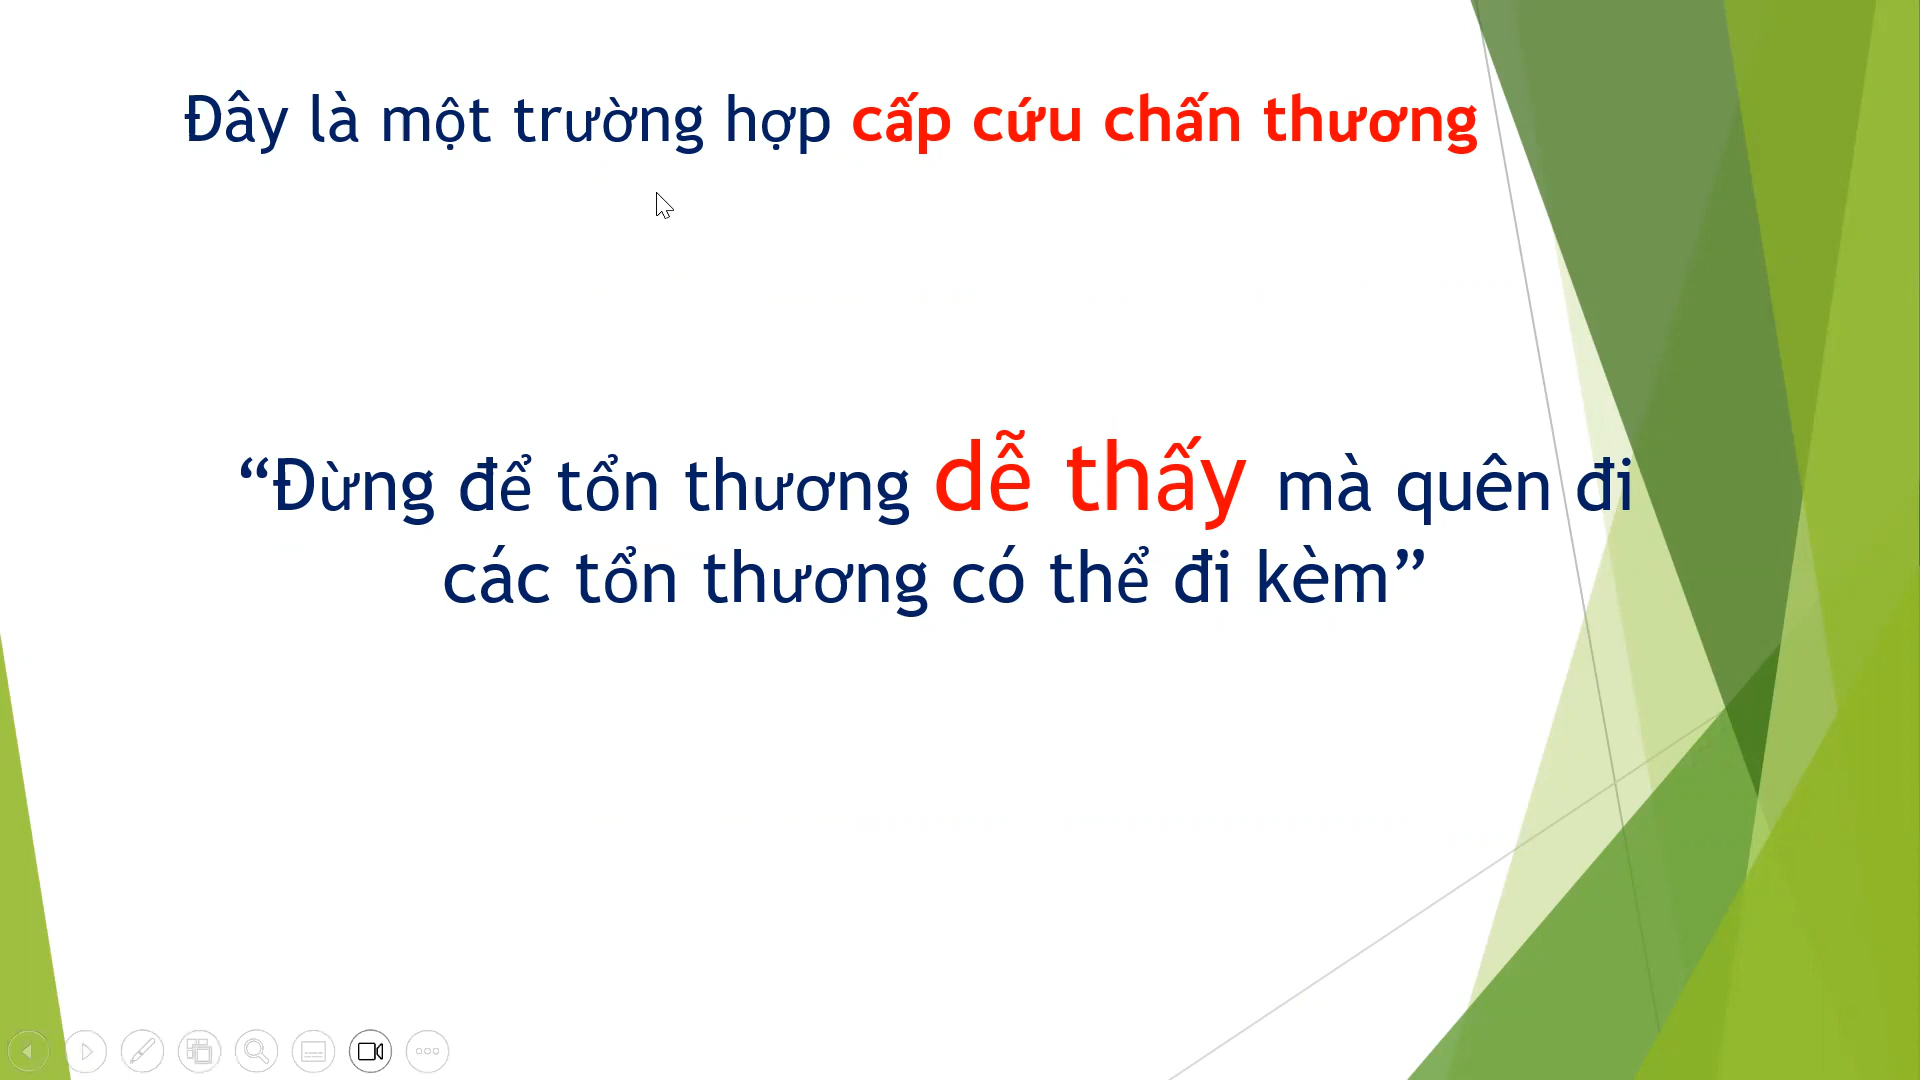 Đây là một trường hợp cấp cứu chấn thương
“Đừng để tổn thương dễ thấy mà quên đi
các tổn thương có thể đi kèm”